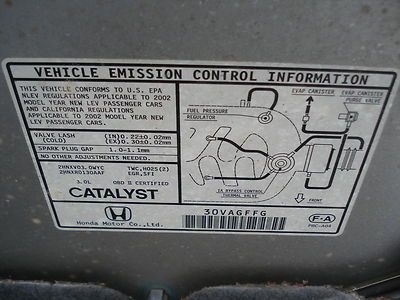 VEHICLE EMISSION CONTROL INFORMATION
THIS VEHICLE CONFORMS TO U.S. EPA
NLEV REGULATIONS APPLICABLE TO 2002
MODEL YEAR NEW LEV PASSENGER CARS
AND CALIFORNIA REGULATIONS
APPLICABLE TO 2002 MODEL YEAR NEW
LEV PASSENGER CARS.
VALVE LASH (IN)0.22±0.02mm
(COLD) (EX)0.30±0.02mm
SPARK PLUG GAP 1.0-1.1mm
NO OTHER ADJUSTMENTS NEEDED.
2HNXV03.0WYC TWC,HO2S(2)
2HNXR0130AAF EGR,SFI
3.0L OBD II CERTIFIED
CATALYST
FUEL PRESSURE
REGULATOR
EVAP CANISTER
EVAP CANISTER
PURGE VALVE
IA BYPASS CONTROL
THERMAL VALVE
Honda Motor Co.,Ltd.
3OVAGFFG
F-A
PRC-A04